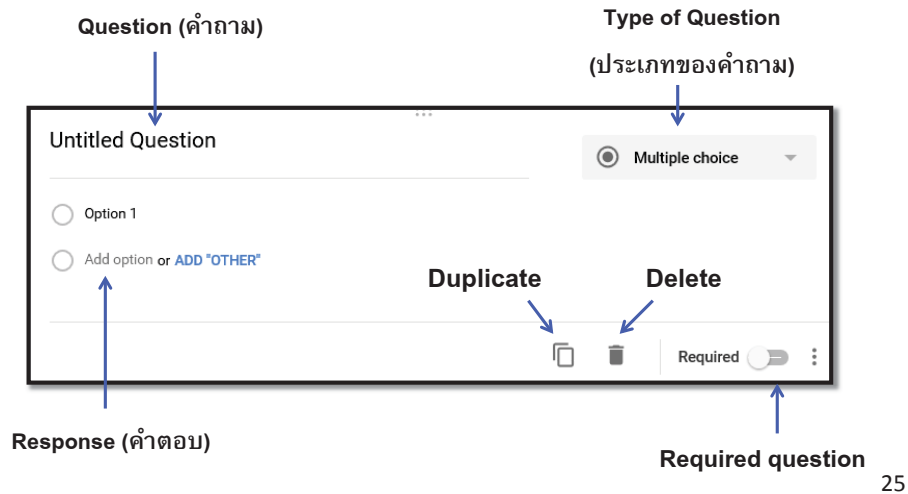 Question (คำถาม)
Type of Question
(ประเภทของคำถาม)
Untitled Question
Multiple choice
Option 1
Add option or ADD "OTHER"
Duplicate
Delete
Required
Response (คำตอบ)
Required question
25